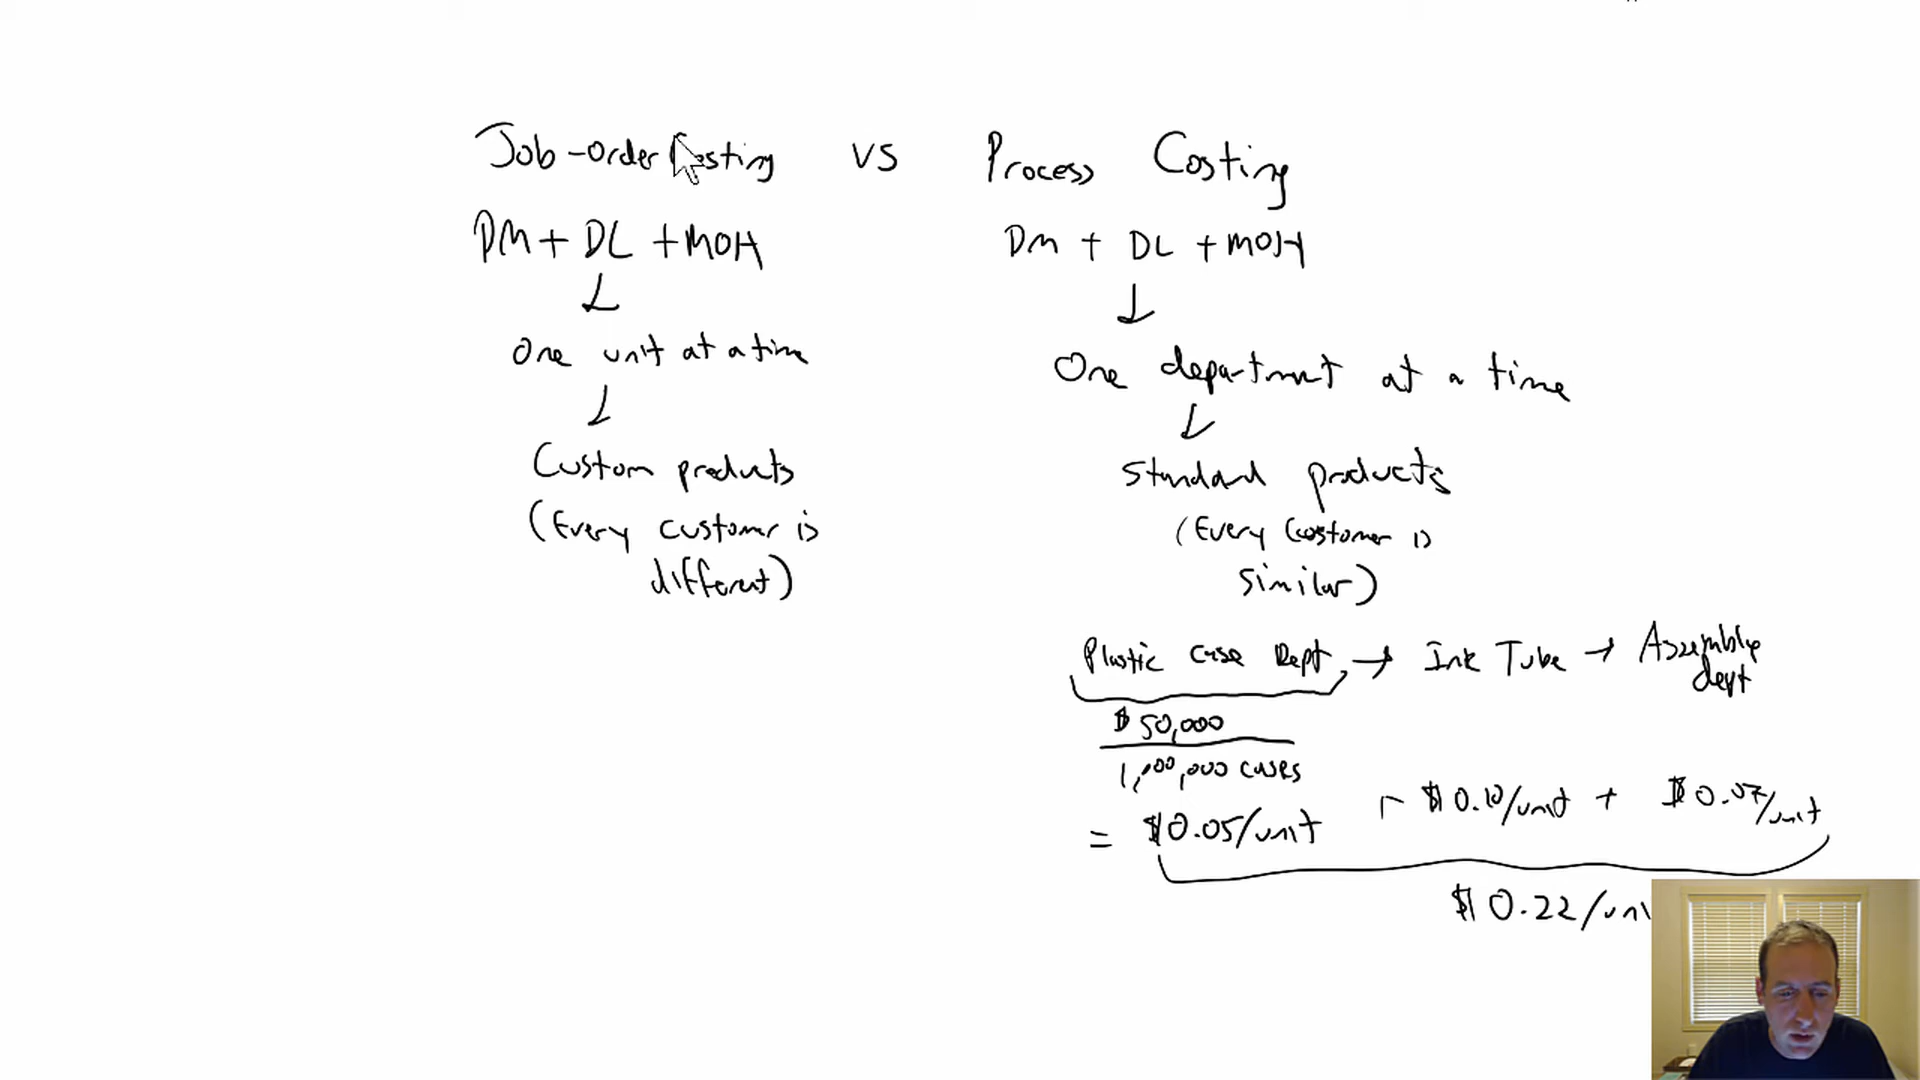 Job-order Costing vs Process Costing
DM + DL + MOH
DM + DL + MOH
One unit at a time
One department at a time
Custom products
Standard products
(Every customer is
different)
(Every customer is
similar)
Plastic Case Dept → Ink Tube → Assembly
dept
$50,000
1,000,000 cases
= $0.05/unit
$0.10/unit + $0.07/unit
$0.22/uni